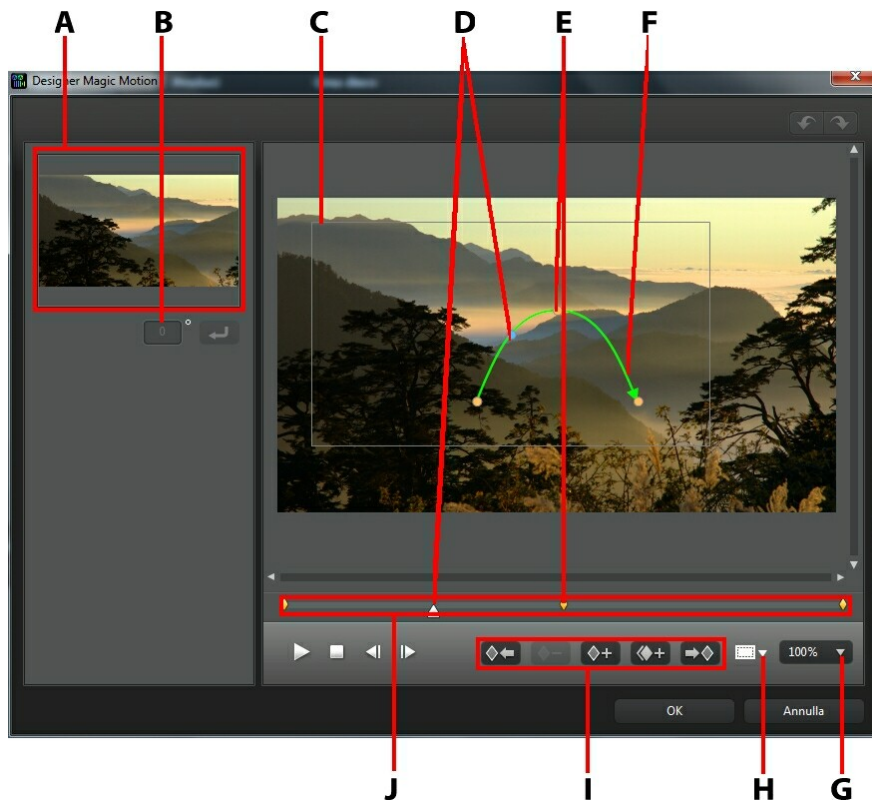 A B C D E F
Designer Magic Motion
0 °
100%
OK Annulla
J I H G